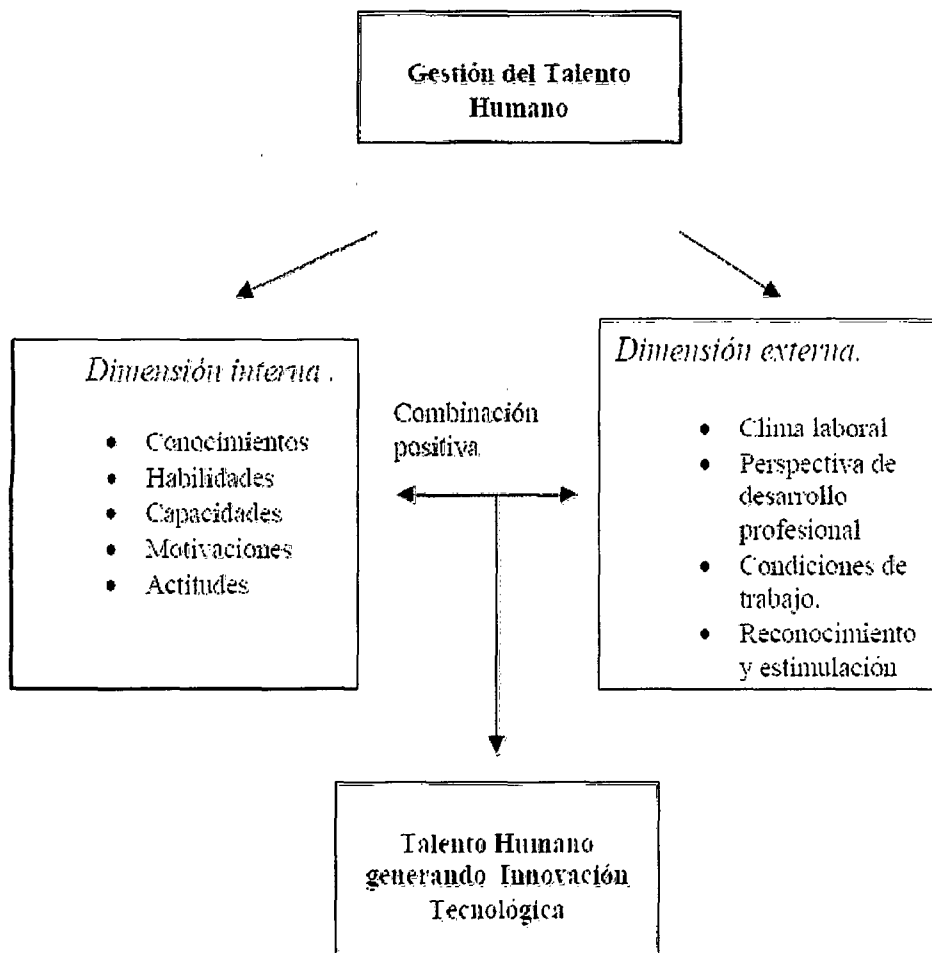 Gestión del Talento
Humano
Dimensión interna .
• Conocimientos
• Habilidades
• Capacidades
• Motivaciones
• Actitudes
Combinación
positiva
Dimensión externa.
• Clima laboral
• Perspectiva de
desarrollo
profesional
• Condiciones de
trabajo.
• Reconocimiento
y estimulación
Talento Humano
generando Innovación
Tecnológica